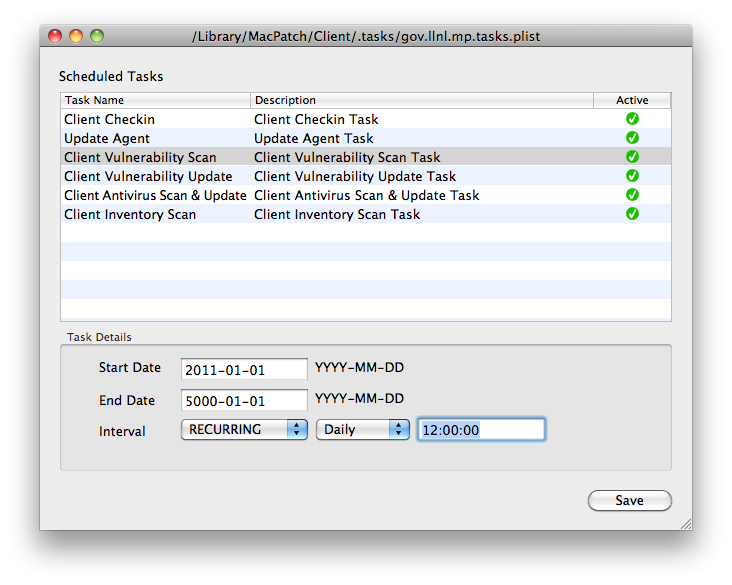 /Library/MacPatch/Client/.tasks/gov.llnl.mp.tasks.plist
Scheduled Tasks
Task Name Description Active
Client Checkin Client Checkin Task
Update Agent Update Agent Task
Client Vulnerability Scan Client Vulnerability Scan Task
Client Vulnerability Update Client Vulnerability Update Task
Client Antivirus Scan & Update Client Antivirus Scan & Update Task
Client Inventory Scan Client Inventory Scan Task
Task Details
Start Date 2011-01-01 YYYY-MM-DD
End Date 5000-01-01 YYYY-MM-DD
Interval RECURRING Daily 12:00:00
Save